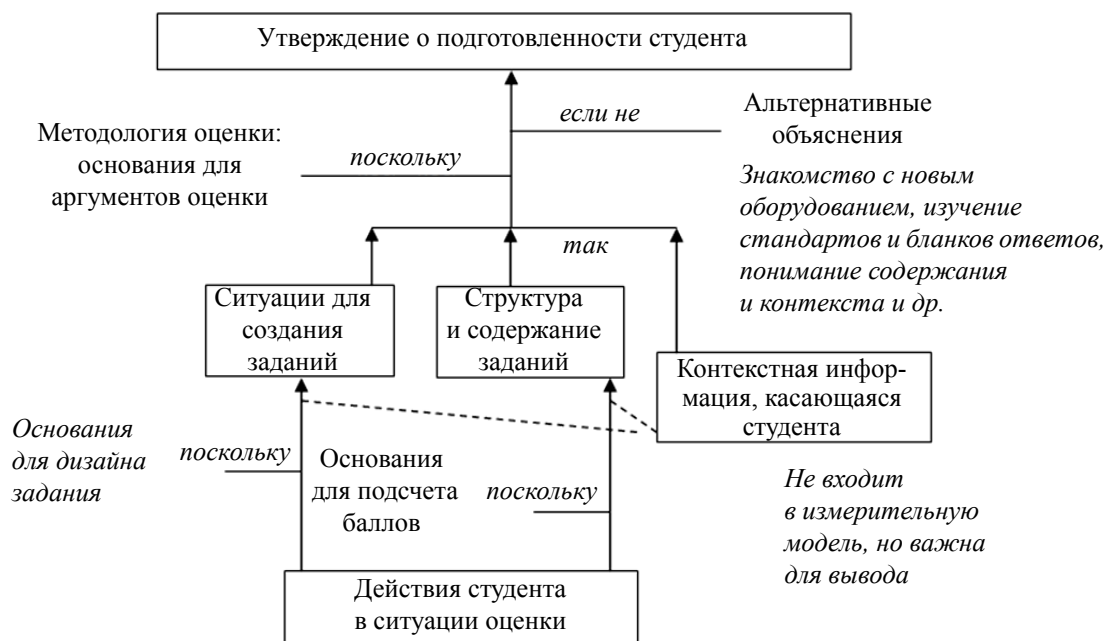 Утверждение о подготовленности студента
если не
Альтернативные
объяснения
Методология оценки:
основания для
аргументов оценки
поскольку
Знакомство с новым
оборудованием, изучение
стандартов и бланков ответов,
понимание содержания
и контекста и др.
так
Ситуации для
создания
заданий
Структура
и содержание
заданий
Контекстная инфор-
мация, касающаяся
студента
Основания
для дизайна
задания
поскольку
Основания
для подсчета
баллов
поскольку
Не входит
в измерительную
модель, но важна
для вывода
Действия студента
в ситуации оценки